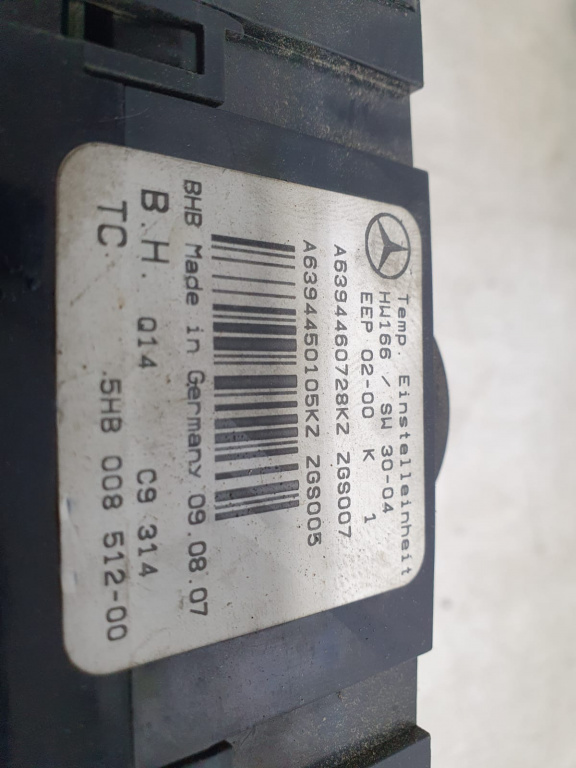 Temp. Einstelleinheit
HW166 / SW 30-04
EEP 02-00 K 1
A6394460728KZ ZGS007
A6394450105KZ ZGS005
BHB Made in Germany 09.08.07
B.H. Q14 C9 314
TC 5HB 008 512-00